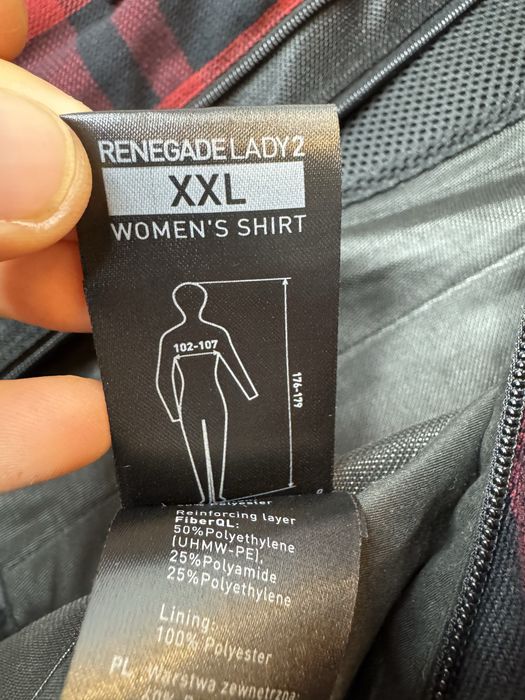 RENEGADE LADY 2
XXL
WOMEN'S SHIRT
102-107
176-179
Polyester
Reinforcing layer
FiberQL:
50% Polyethylene
(UHMW-PE),
25% Polyamide
25% Polyethylene
Lining:
100% Polyester
PL Warstwa zewnętrzna: